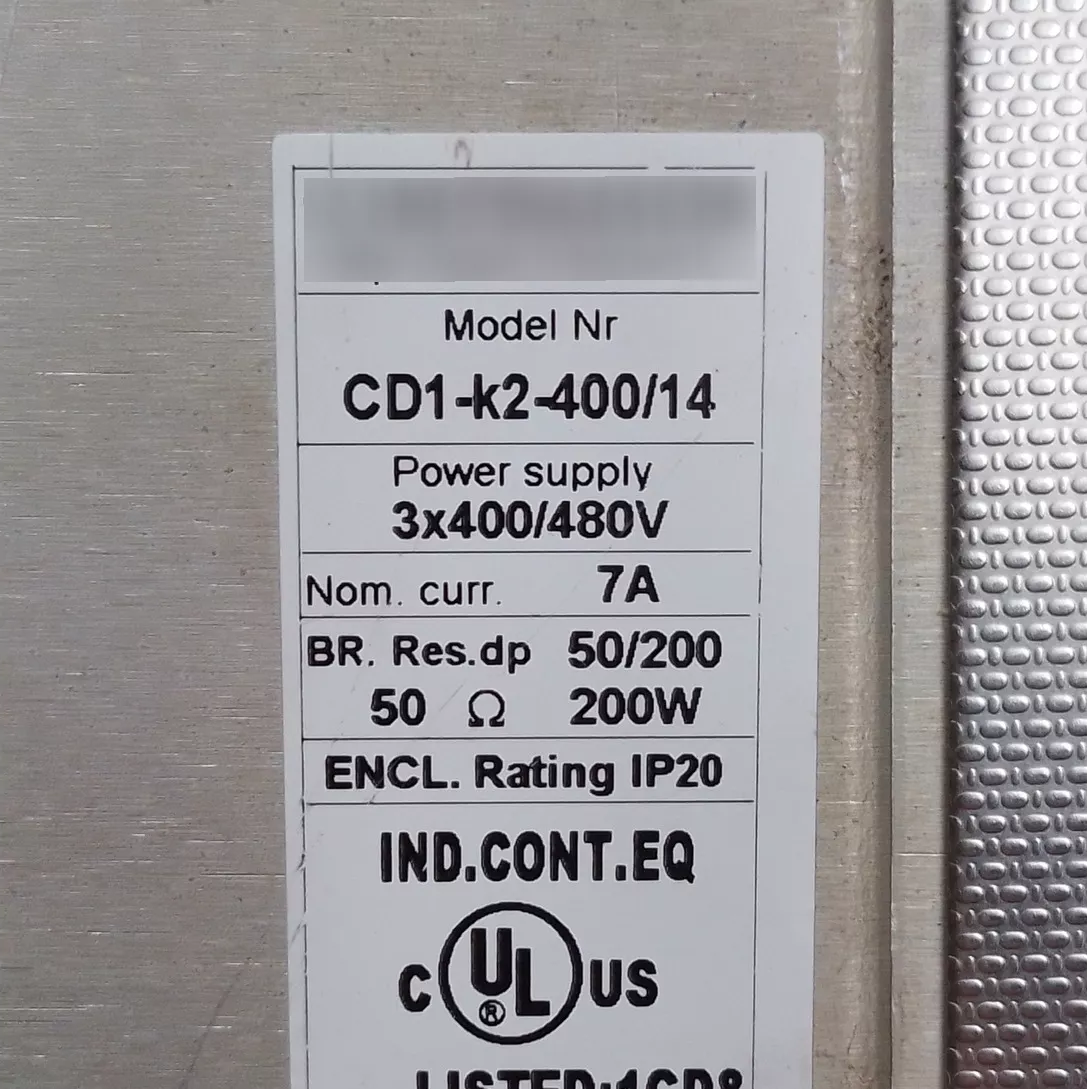 Model Nr
CD1-k2-400/14
Power supply
3x400/480V
Nom. curr. 7A
BR. Res.dp 50/200
50 Ω 200W
ENCL. Rating IP20
IND.CONT.EQ
C UL ® US